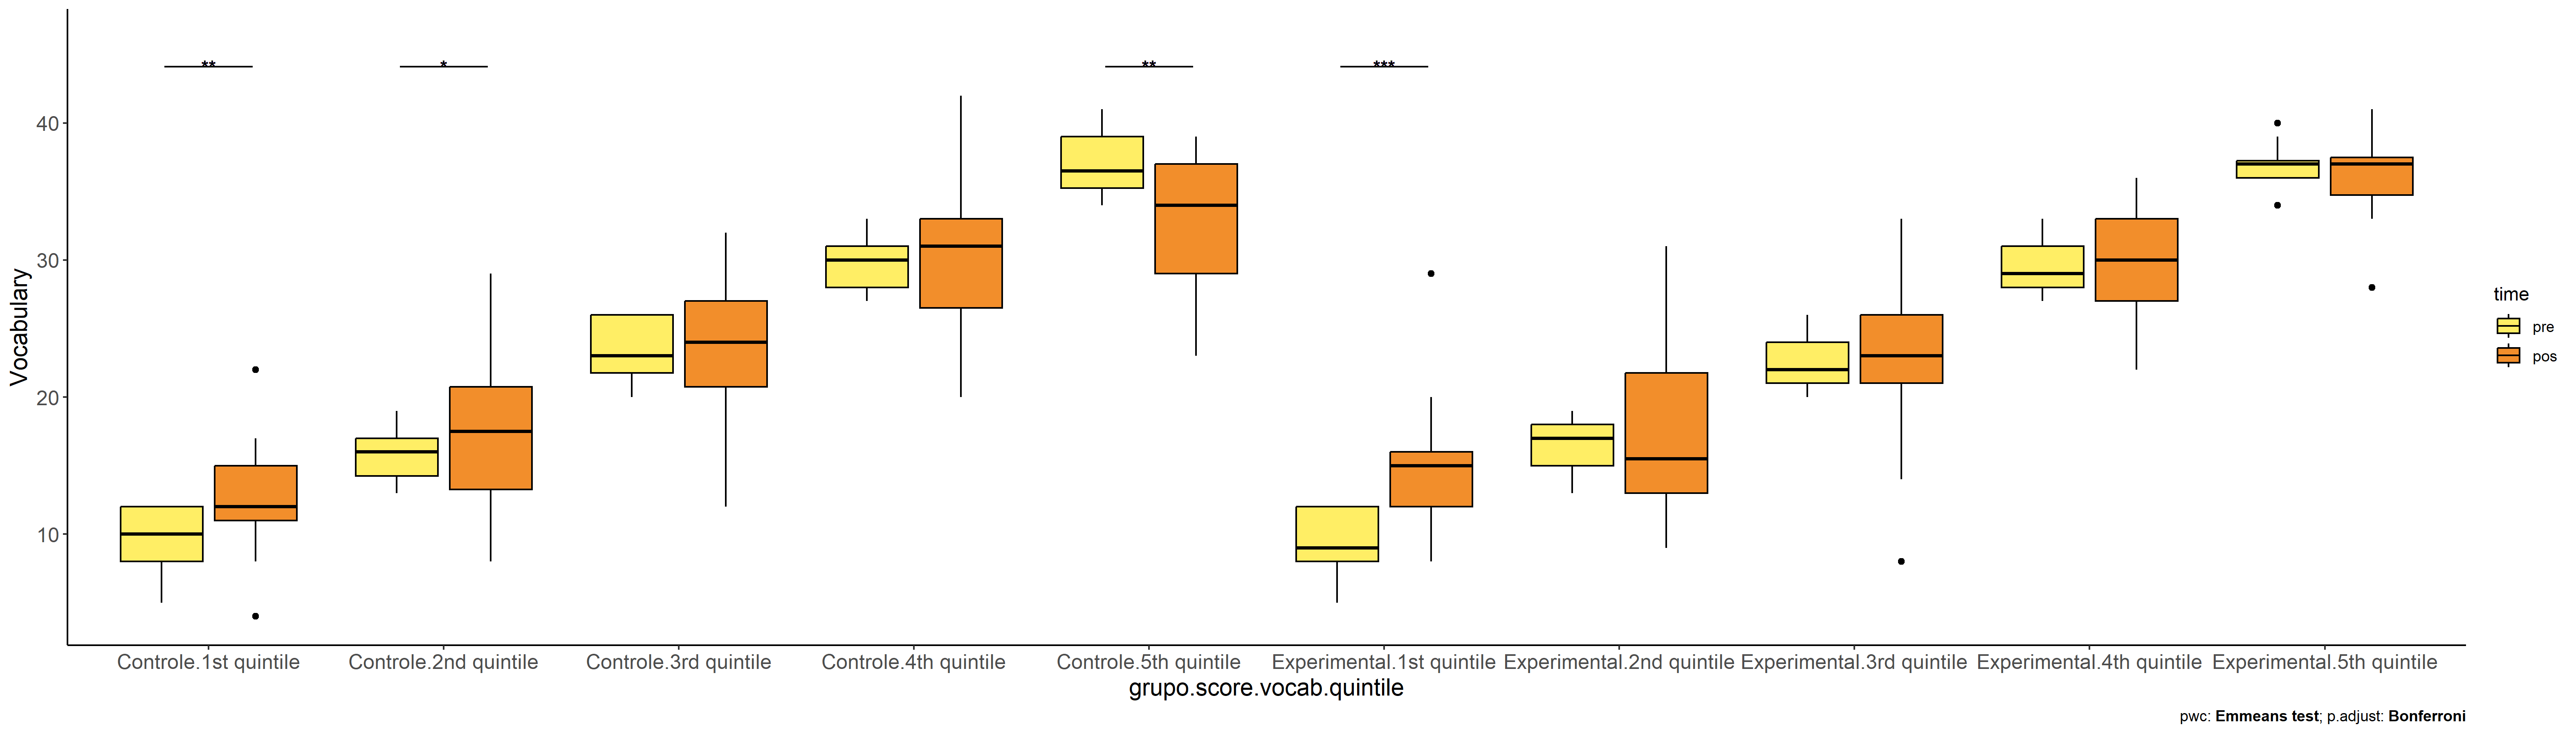 ** * ** ***
Vocabulary
40
30
20
10
Controle.1st quintile Controle.2nd quintile Controle.3rd quintile Controle.4th quintile Controle.5th quintile Experimental.1st quintile Experimental.2nd quintile Experimental.3rd quintile Experimental.4th quintile Experimental.5th quintile
grupo.score.vocab.quintile
time
pre
pos
pwc: Emmeans test; p.adjust: Bonferroni